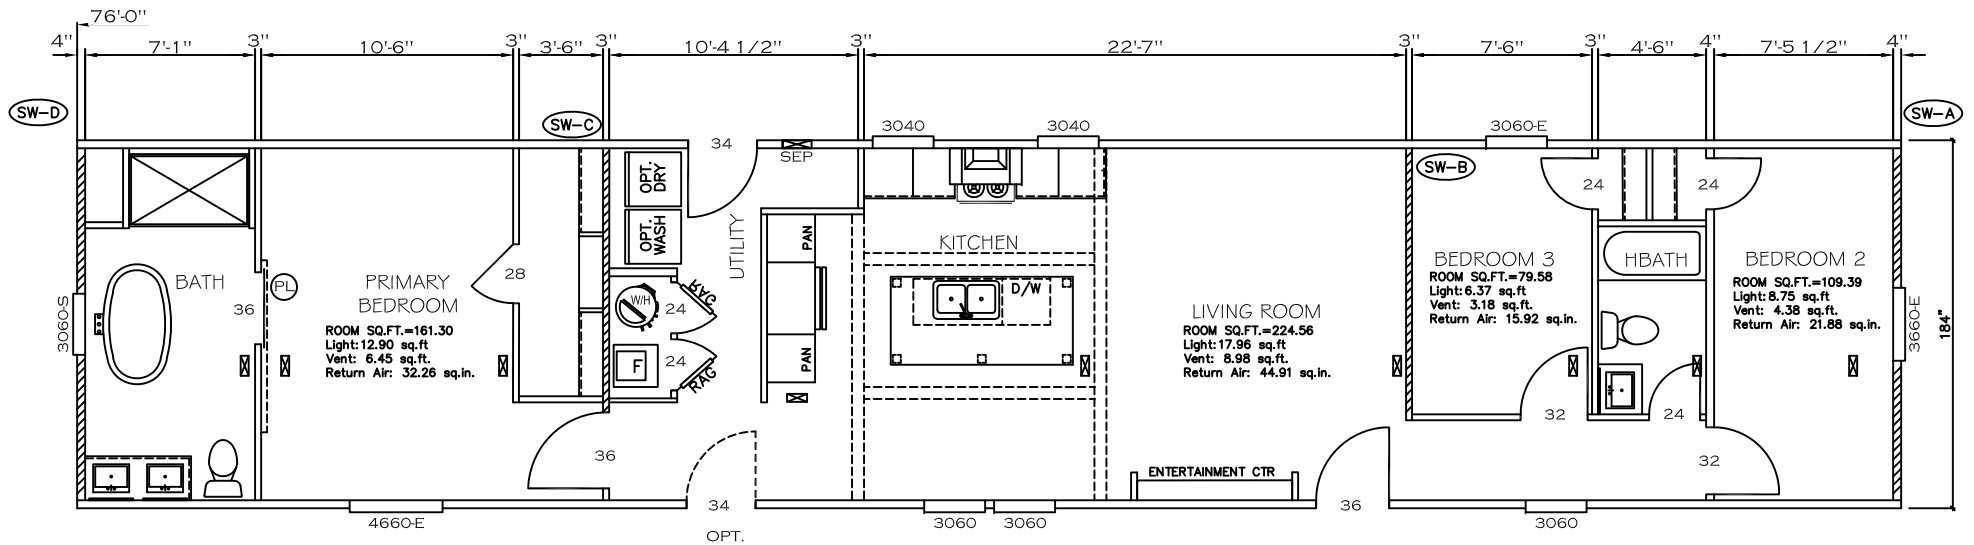 76'-0"
4" 7'-1" 3" 10'-6" 3" 3'-6" 3" 10'-4 1/2" 3" 22'-7" 3" 7'-6" 3" 4'-6" 4" 7'-5 1/2" 4"
SW-D
SW-C
SW-A
34
SEP
3040
3040
3060-E
SW-B
OPT. DRY
OPT. WASH
UTILITY
24
24
PAN
KITCHEN
BATH
36
PL
PRIMARY
BEDROOM
ROOM SQ.FT.=161.30
Light:12.90 sq.ft
Vent: 6.45 sq.ft.
Return Air: 32.26 sq.in.
28
W/H
24
RAG
F
24
RAG
PAN
D/W
LIVING ROOM
ROOM SQ.FT.=224.56
Light:17.96 sq.ft
Vent: 8.98 sq.ft.
Return Air: 44.91 sq.in.
BEDROOM 3
ROOM SQ.FT.=79.58
Light:6.37 sq.ft
Vent: 3.18 sq.ft.
Return Air: 15.92 sq.in.
HBATH
BEDROOM 2
ROOM SQ.FT.=109.39
Light:8.75 sq.ft
Vent: 4.38 sq.ft.
Return Air: 21.88 sq.in.
3060-S
3660-E
184"
32
24
36
32
ENTERTAINMENT CTR
4660-E
34
OPT.
3060
3060
36
3060